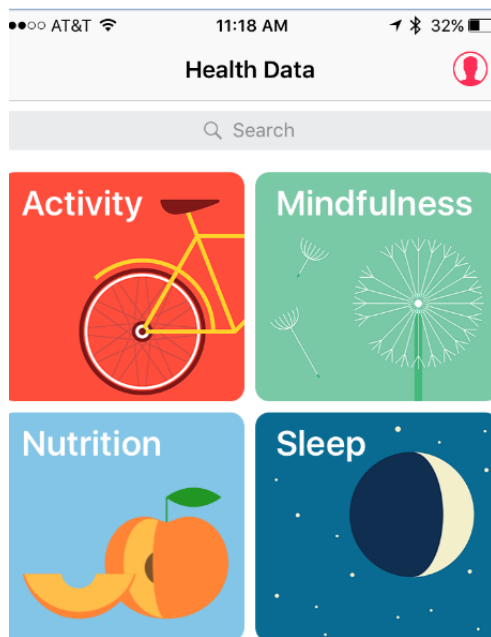 AT&T 11:18 AM 32%
Health Data
Search
Activity Mindfulness
Nutrition Sleep